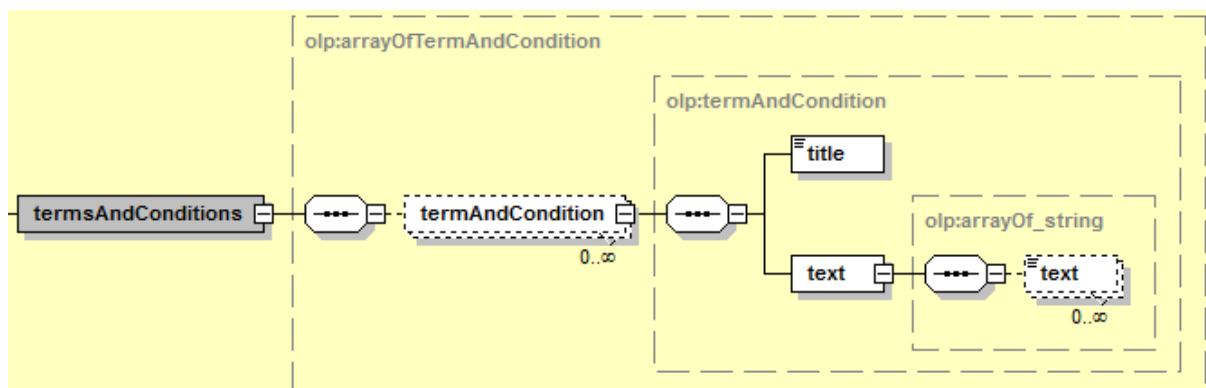 olp:arrayOfTermAndCondition
olp:termAndCondition
title
termsAndConditions
termAndCondition
0..∞
olp:arrayOf_string
text
text
0..∞